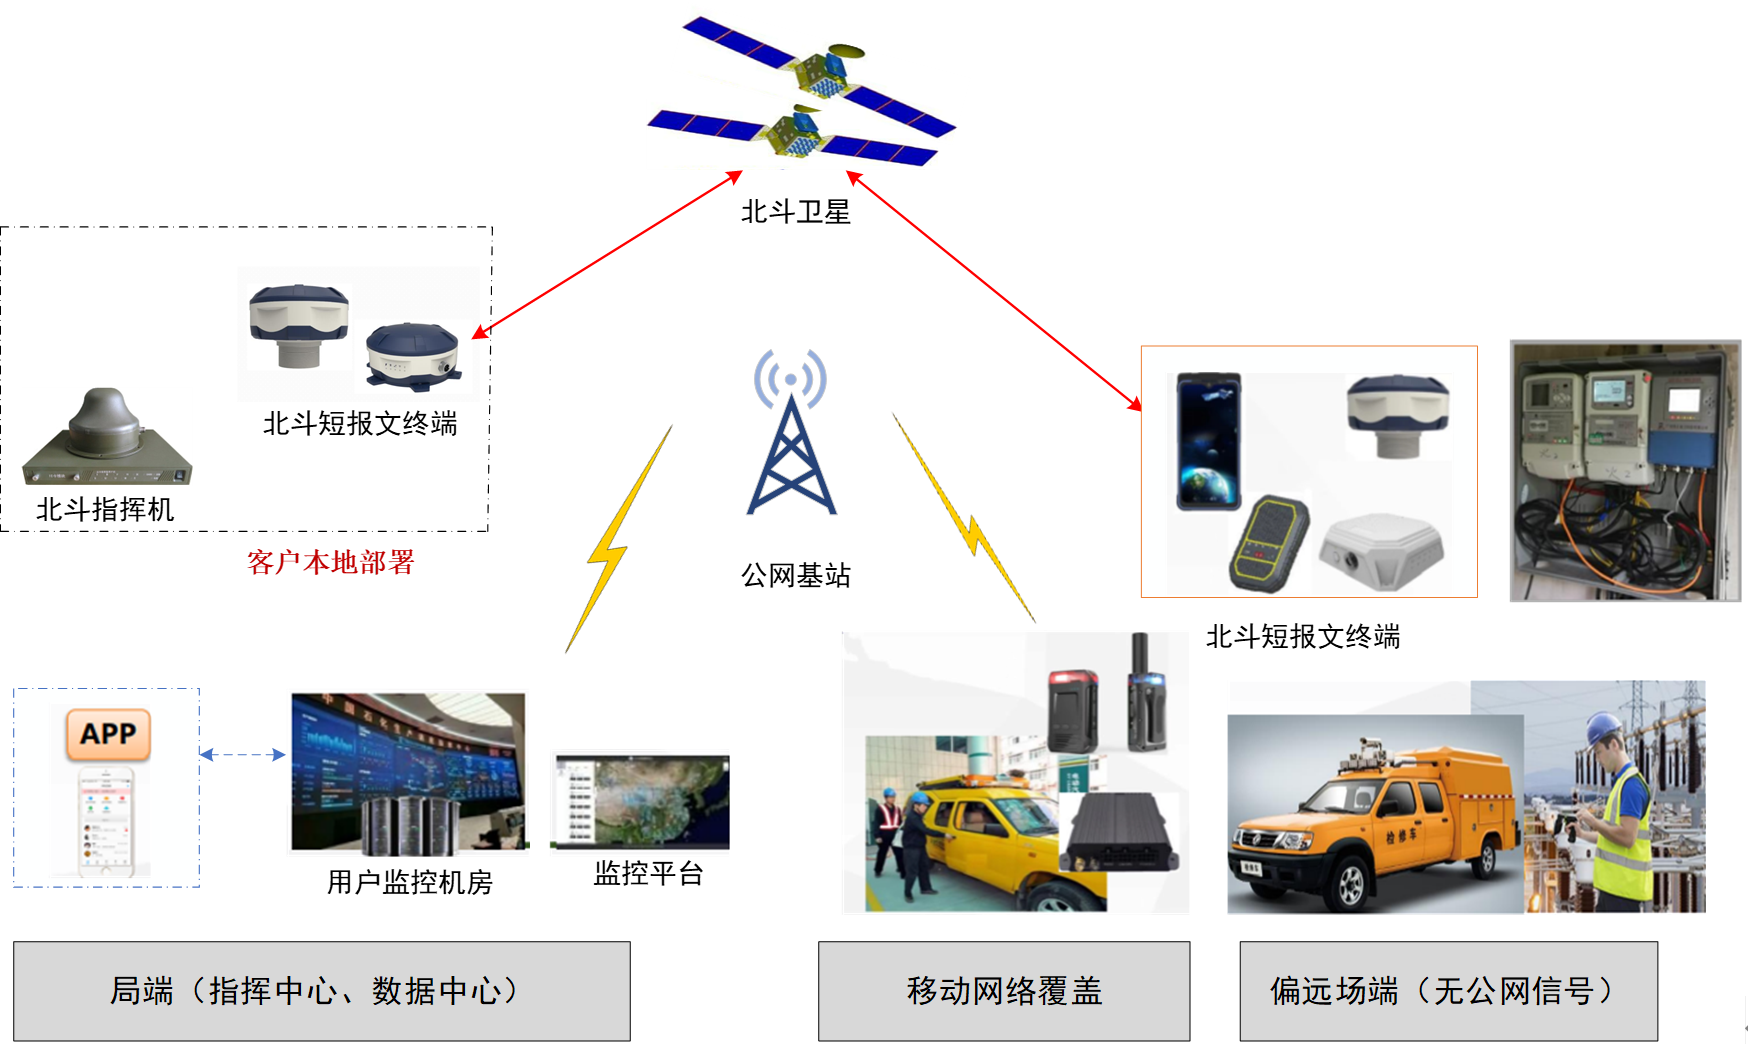 北斗卫星
北斗短报文终端
北斗指挥机
客户本地部署
公网基站
北斗短报文终端
APP
用户监控机房
监控平台
检修车
局端（指挥中心、数据中心）
移动网络覆盖
偏远场端（无公网信号）